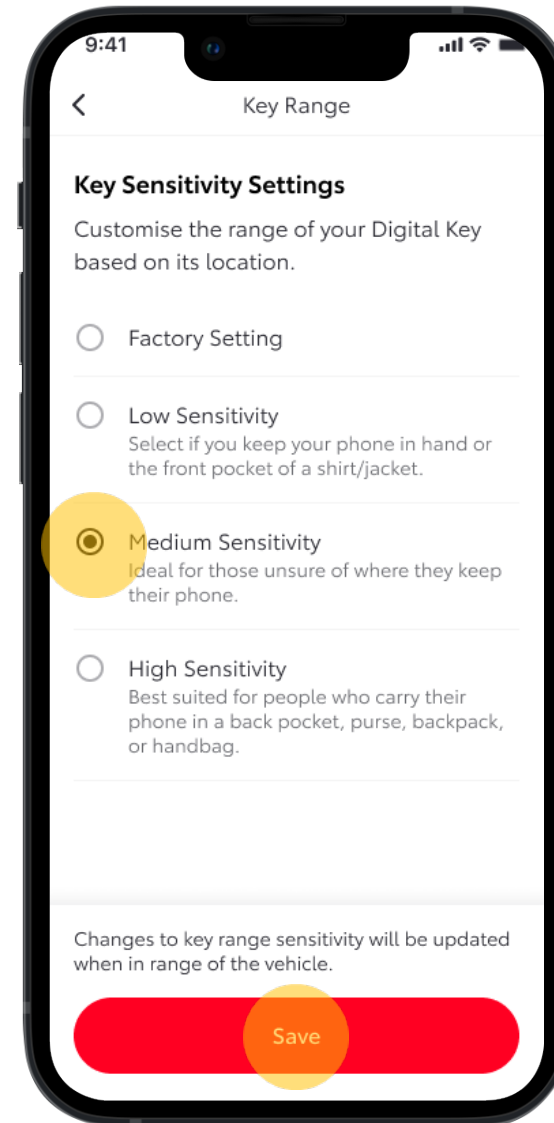 9:41
Key Range
Key Sensitivity Settings
Customise the range of your Digital Key
based on its location.
Factory Setting
Low Sensitivity
Select if you keep your phone in hand or
the front pocket of a shirt/jacket.
Medium Sensitivity
Ideal for those unsure of where they keep
their phone.
High Sensitivity
Best suited for people who carry their
phone in a back pocket, purse, backpack,
or handbag.
Changes to key range sensitivity will be updated
when in range of the vehicle.
Save